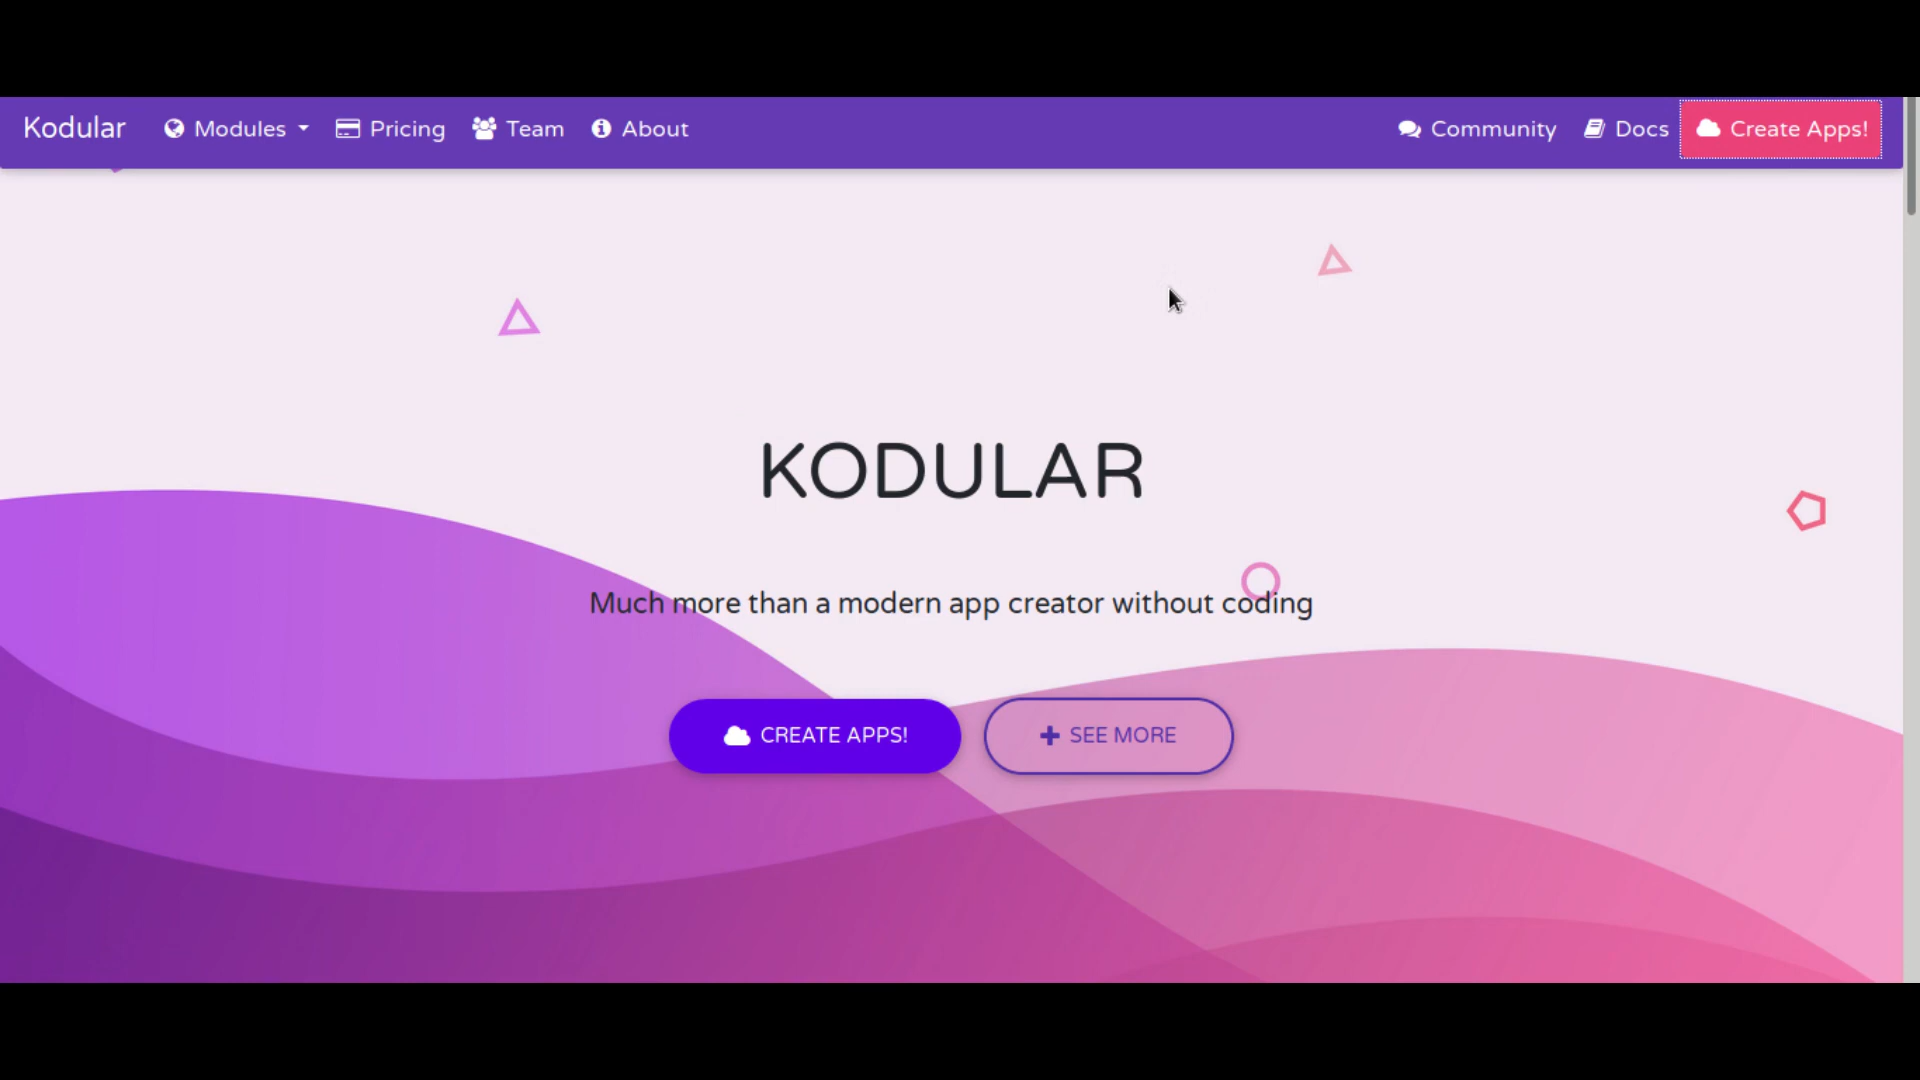 Kodular Modules Pricing Team About Community Docs Create Apps!
KODULAR
Much more than a modern app creator without coding
CREATE APPS! SEE MORE